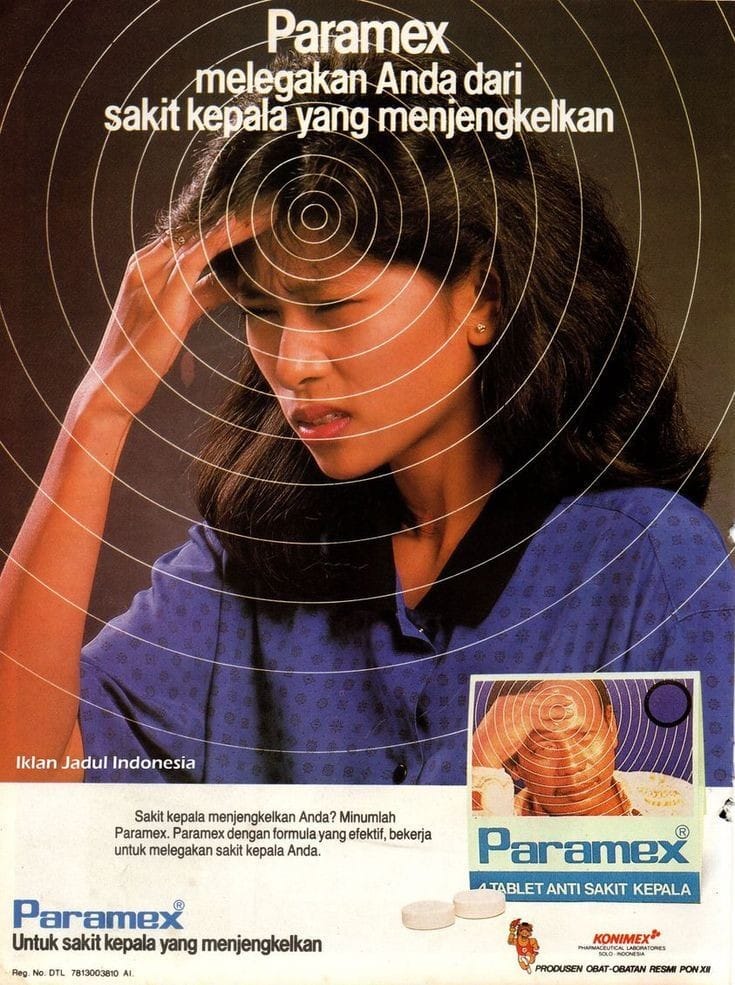 Paramex
melegakan Anda dari
sakit kepala yang menjengkelkan
Iklan Jadul Indonesia
Sakit kepala menjengkelkan Anda? Minumlah
Paramex. Paramex dengan formula yang efektif, bekerja
untuk melegakan sakit kepala Anda.
Paramex®
4 TABLET ANTI SAKIT KEPALA
Paramex®
Untuk sakit kepala yang menjengkelkan
Reg. No. DTL 7813003810 A1.
KONIMEX
PHARMACEUTICAL LABORATORIES
SOLO - INDONESIA
PRODUSEN OBAT-OBATAN RESMI PON XII